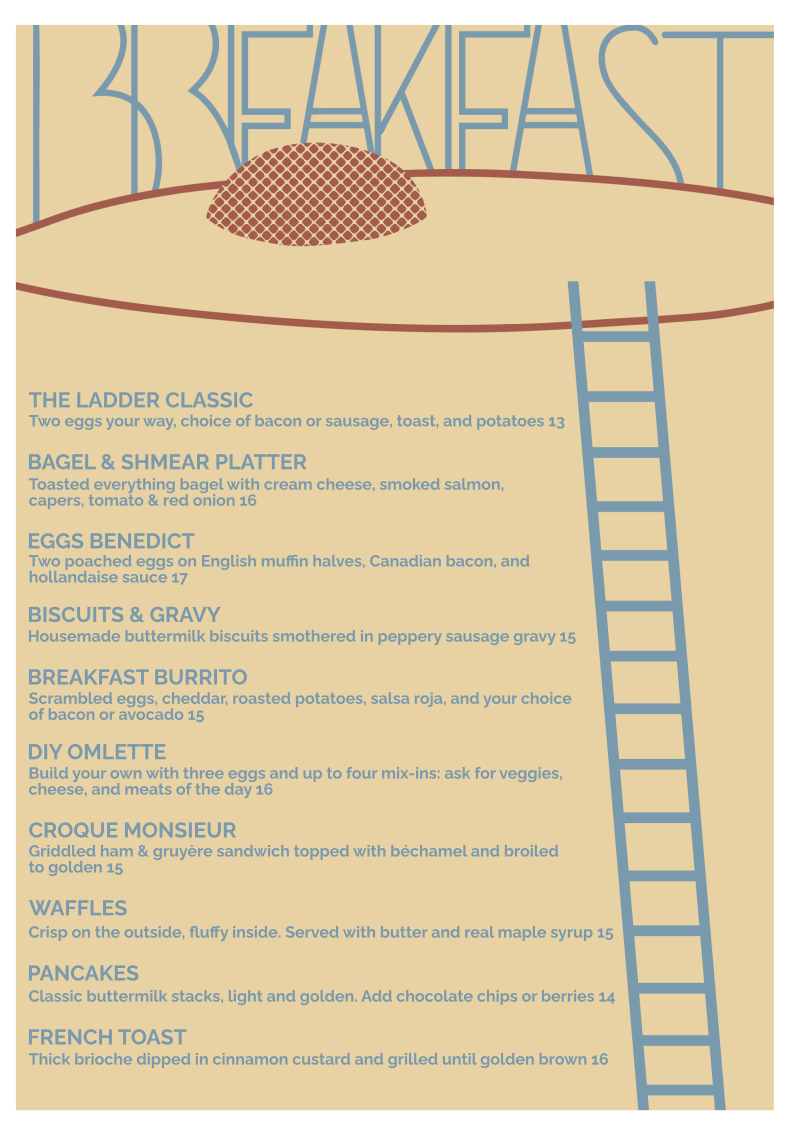 BREAKFAST
THE LADDER CLASSIC
Two eggs your way, choice of bacon or sausage, toast, and potatoes 13
BAGEL & SHMEAR PLATTER
Toasted everything bagel with cream cheese, smoked salmon,
capers, tomato & red onion 16
EGGS BENEDICT
Two poached eggs on English muffin halves, Canadian bacon, and
hollandaise sauce 17
BISCUITS & GRAVY
Housemade buttermilk biscuits smothered in peppery sausage gravy 15
BREAKFAST BURRITO
Scrambled eggs, cheddar, roasted potatoes, salsa roja, and your choice
of bacon or avocado 15
DIY OMLETTE
Build your own with three eggs and up to four mix-ins: ask for veggies,
cheese, and meats of the day 16
CROQUE MONSIEUR
Griddled ham & gruyère sandwich topped with béchamel and broiled
to golden 15
WAFFLES
Crisp on the outside, fluffy inside. Served with butter and real maple syrup 15
PANCAKES
Classic buttermilk stacks, light and golden. Add chocolate chips or berries 14
FRENCH TOAST
Thick brioche dipped in cinnamon custard and grilled until golden brown 16